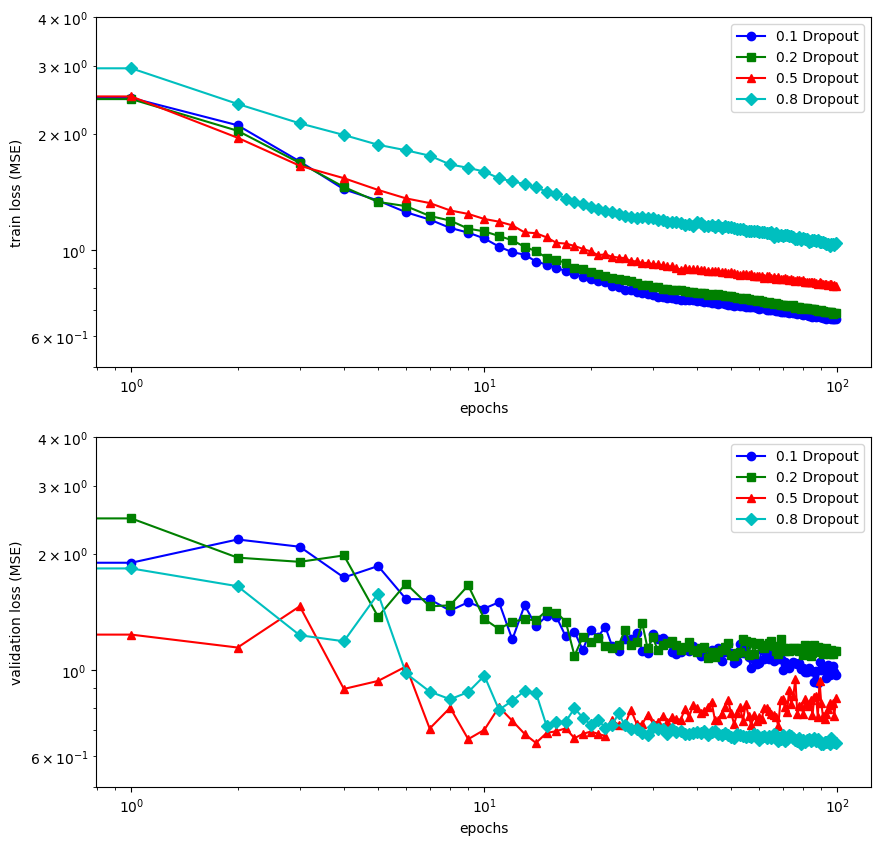 4 × 10⁰
3 × 10⁰
2 × 10⁰
10⁰
6 × 10⁻¹
train loss (MSE)
0.1 Dropout
0.2 Dropout
0.5 Dropout
0.8 Dropout
10⁰
10¹
10²
epochs
4 × 10⁰
3 × 10⁰
2 × 10⁰
10⁰
6 × 10⁻¹
validation loss (MSE)
0.1 Dropout
0.2 Dropout
0.5 Dropout
0.8 Dropout
10⁰
10¹
10²
epochs